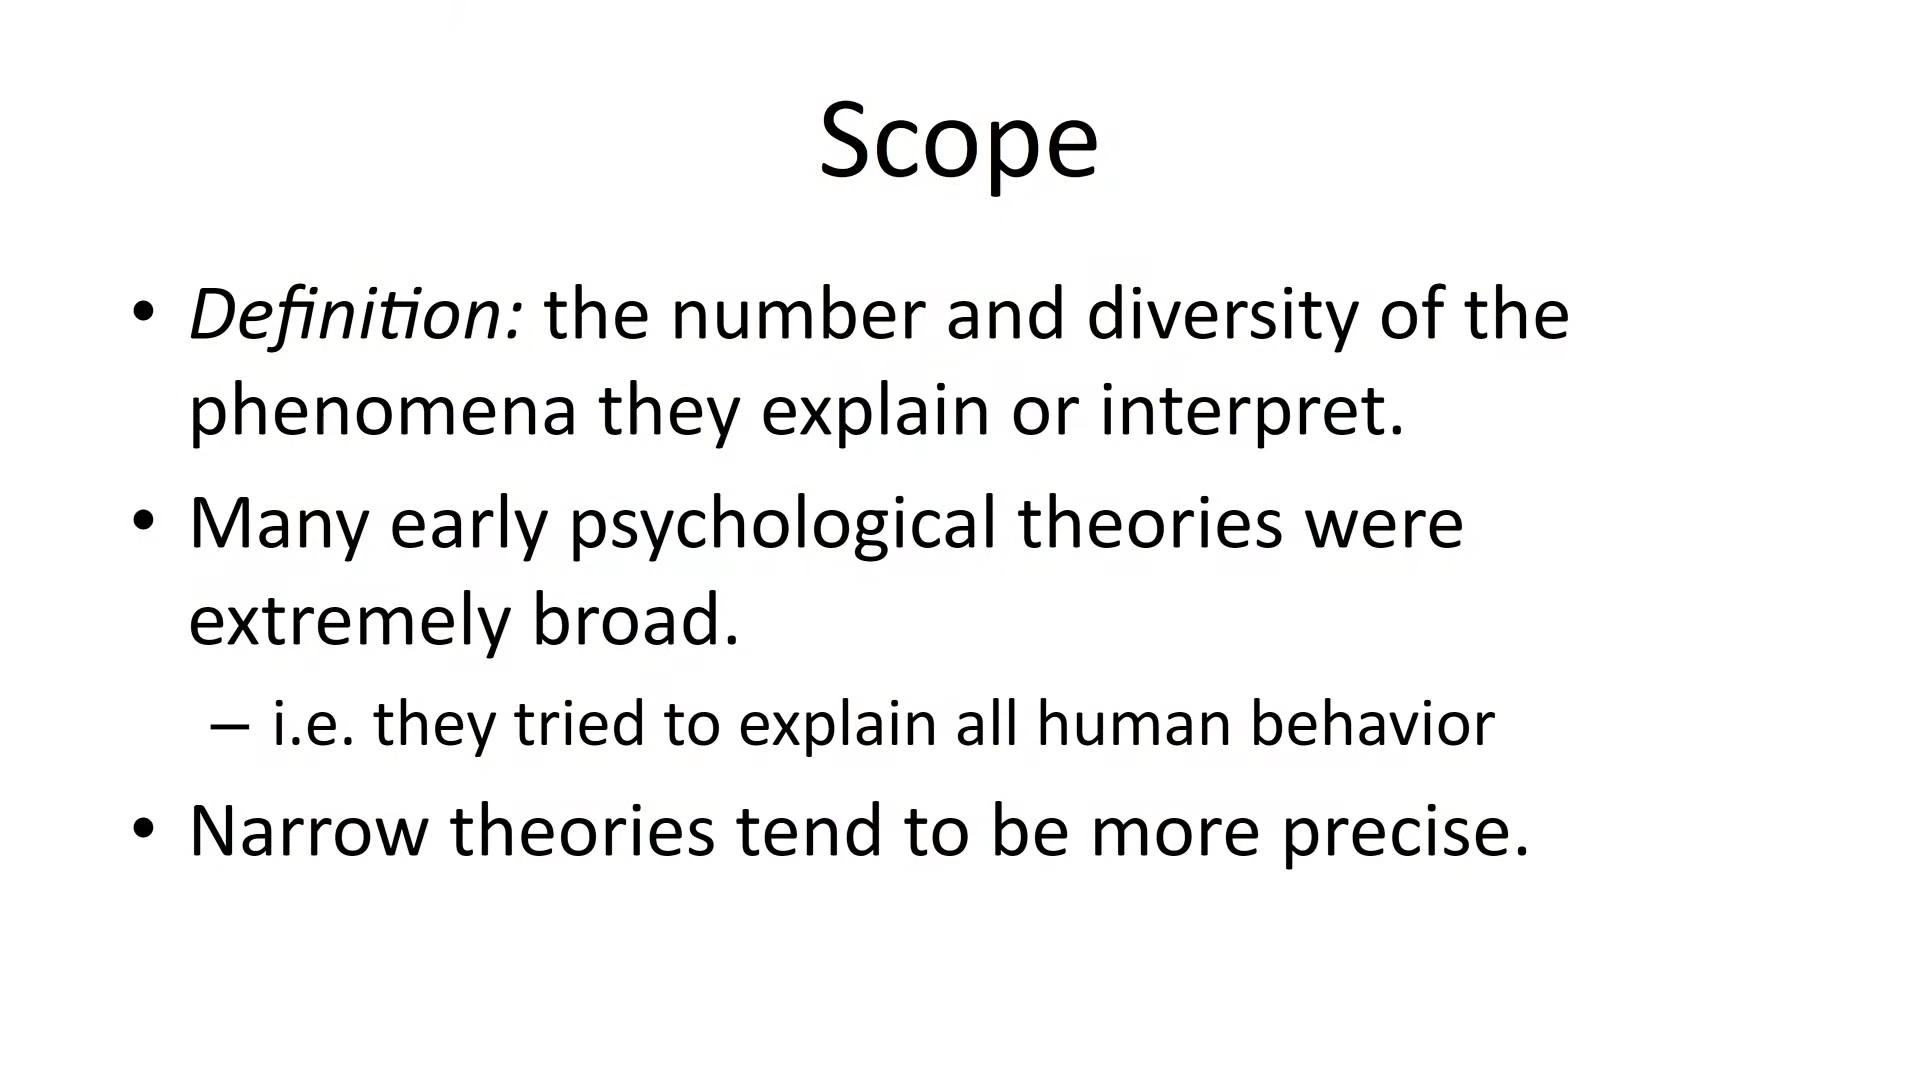 Scope
• Definition: the number and diversity of the
phenomena they explain or interpret.
• Many early psychological theories were
extremely broad.
– i.e. they tried to explain all human behavior
• Narrow theories tend to be more precise.